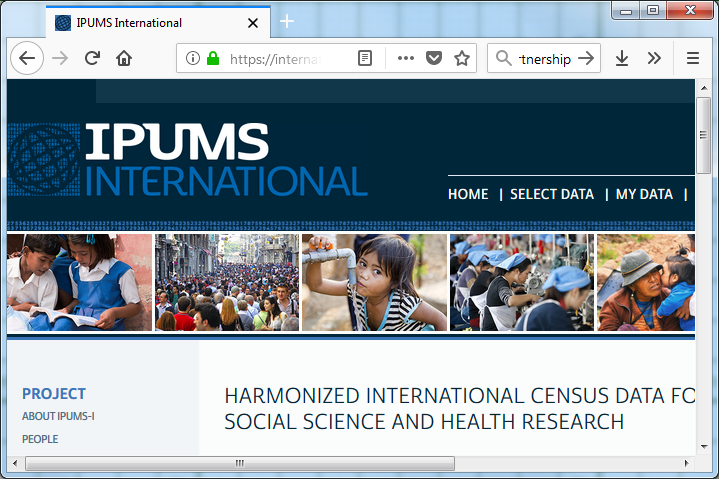 IPUMS International
https://interna
tnership
IPUMS
INTERNATIONAL
HOME | SELECT DATA | MY DATA |
PROJECT
ABOUT IPUMS-I
PEOPLE
HARMONIZED INTERNATIONAL CENSUS DATA FO
SOCIAL SCIENCE AND HEALTH RESEARCH